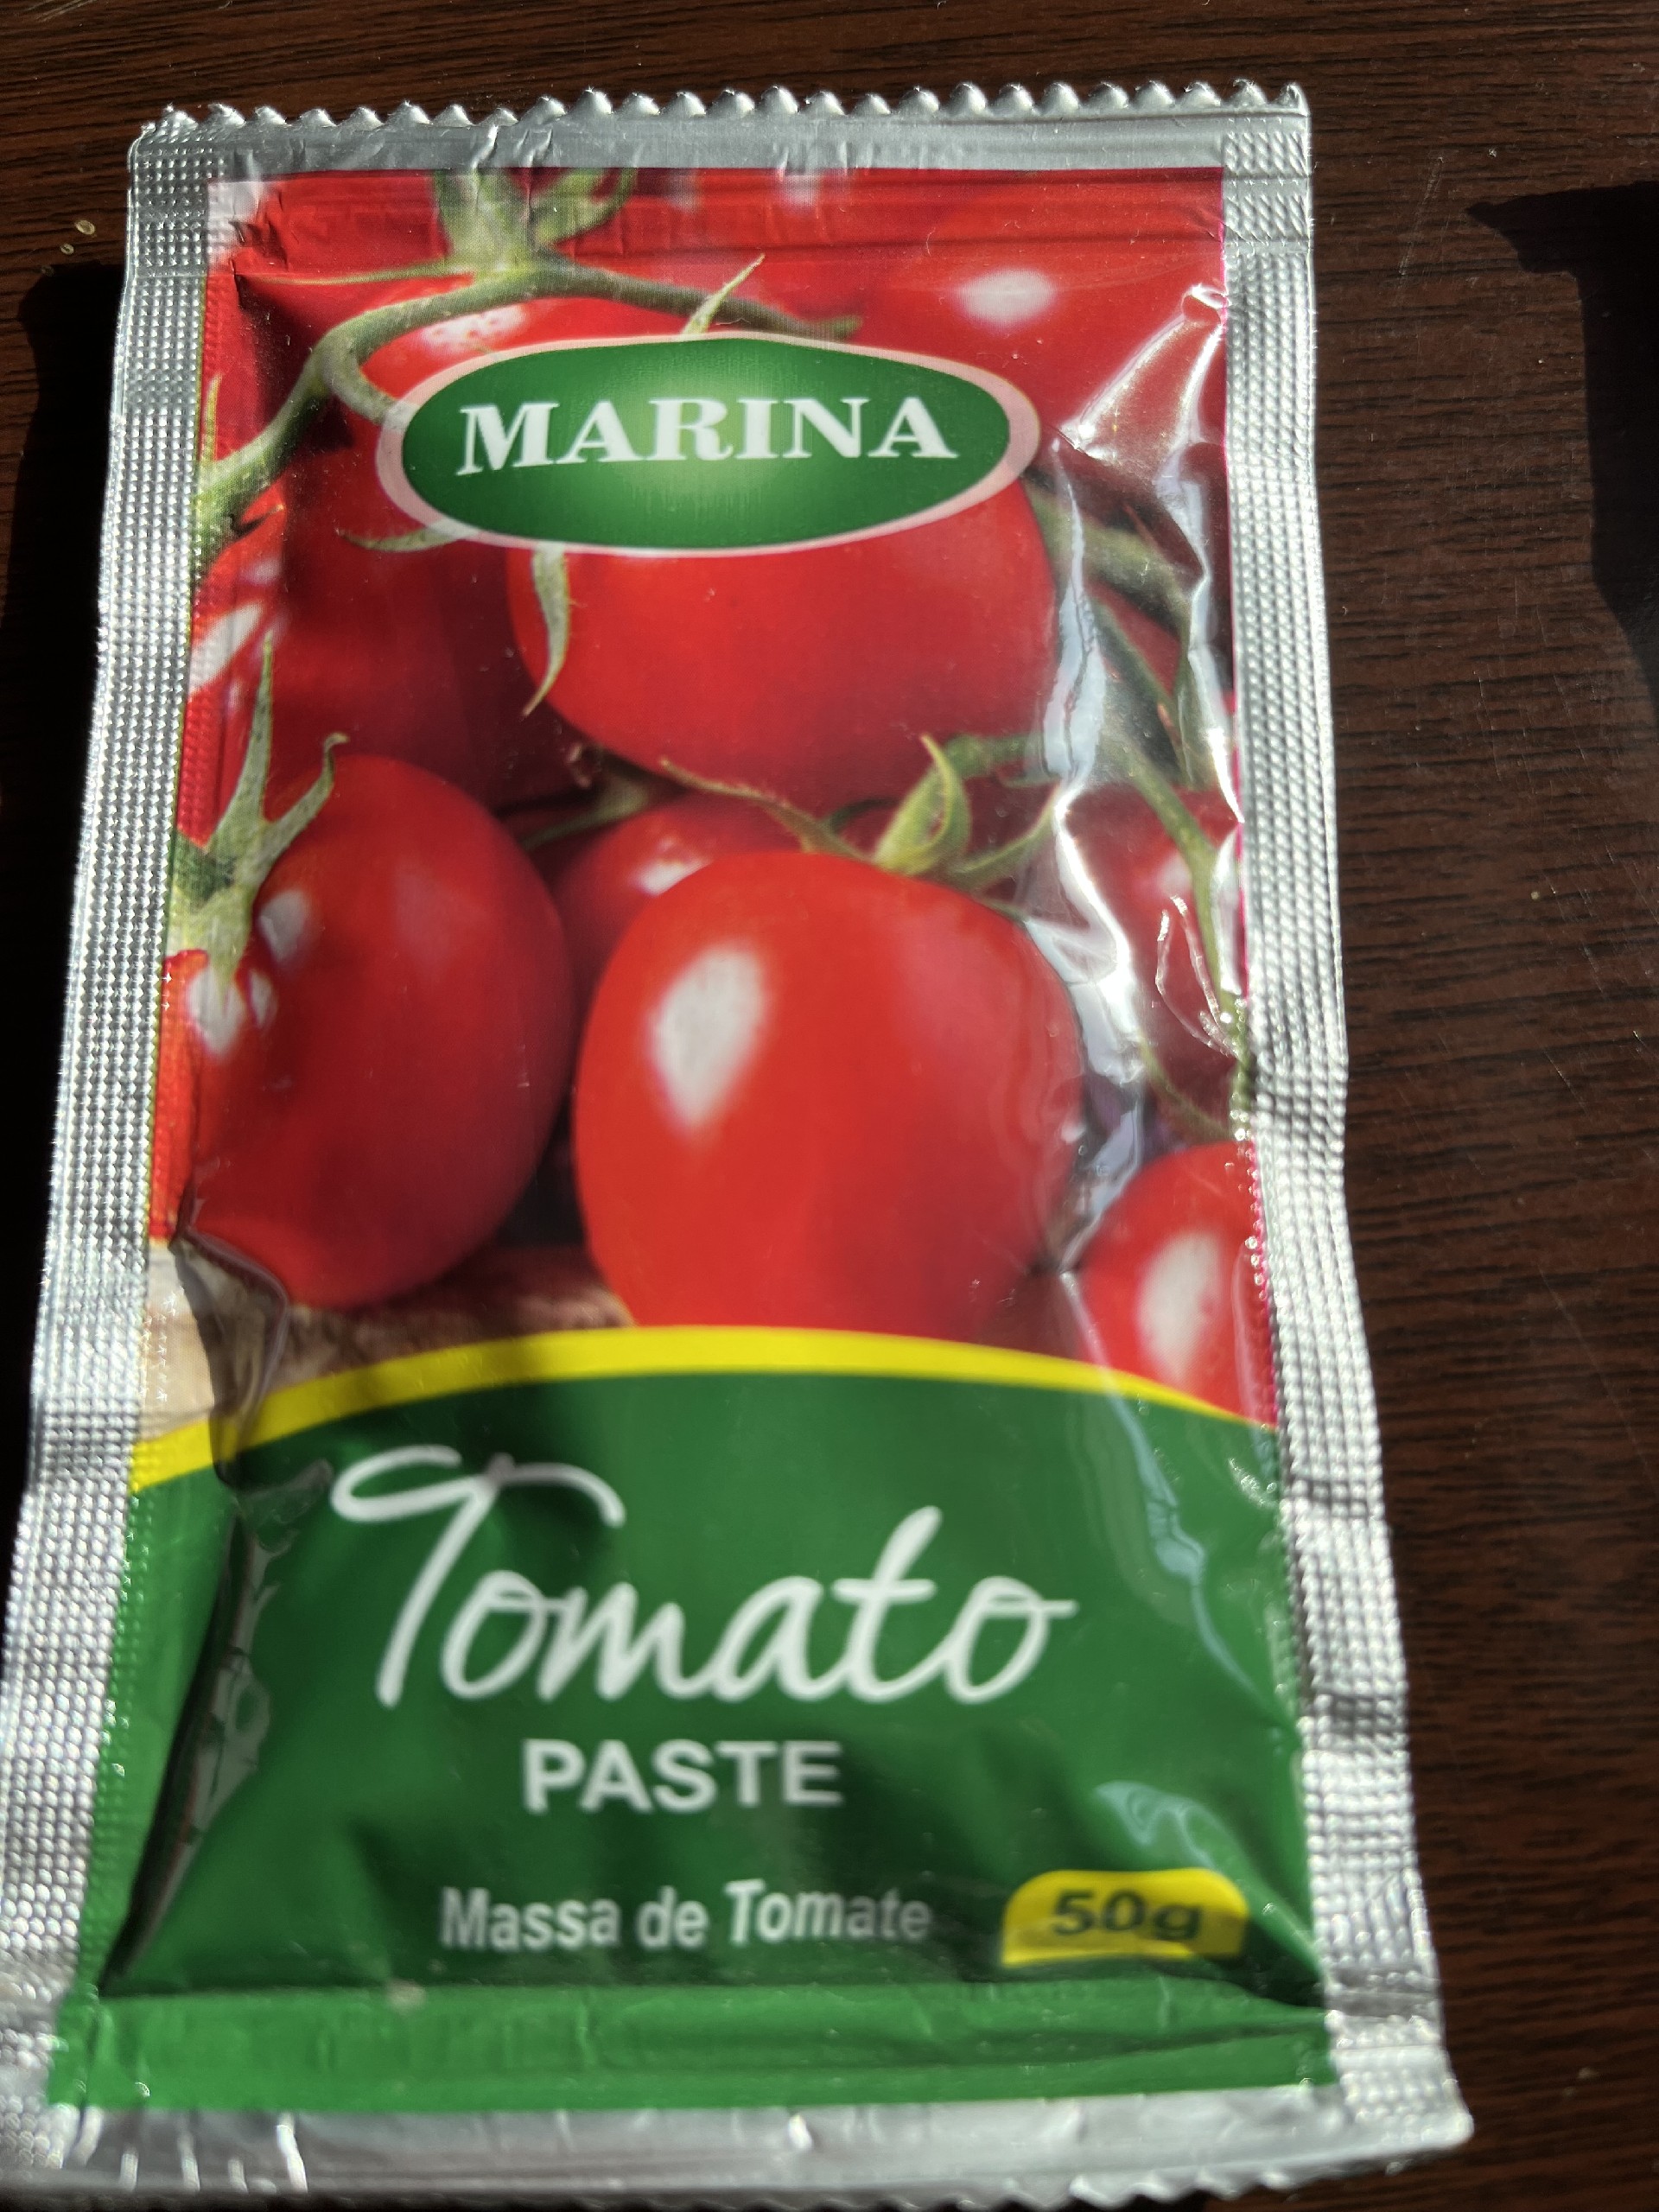 MARINA
Tomato
PASTE
Massa de Tomate
50g